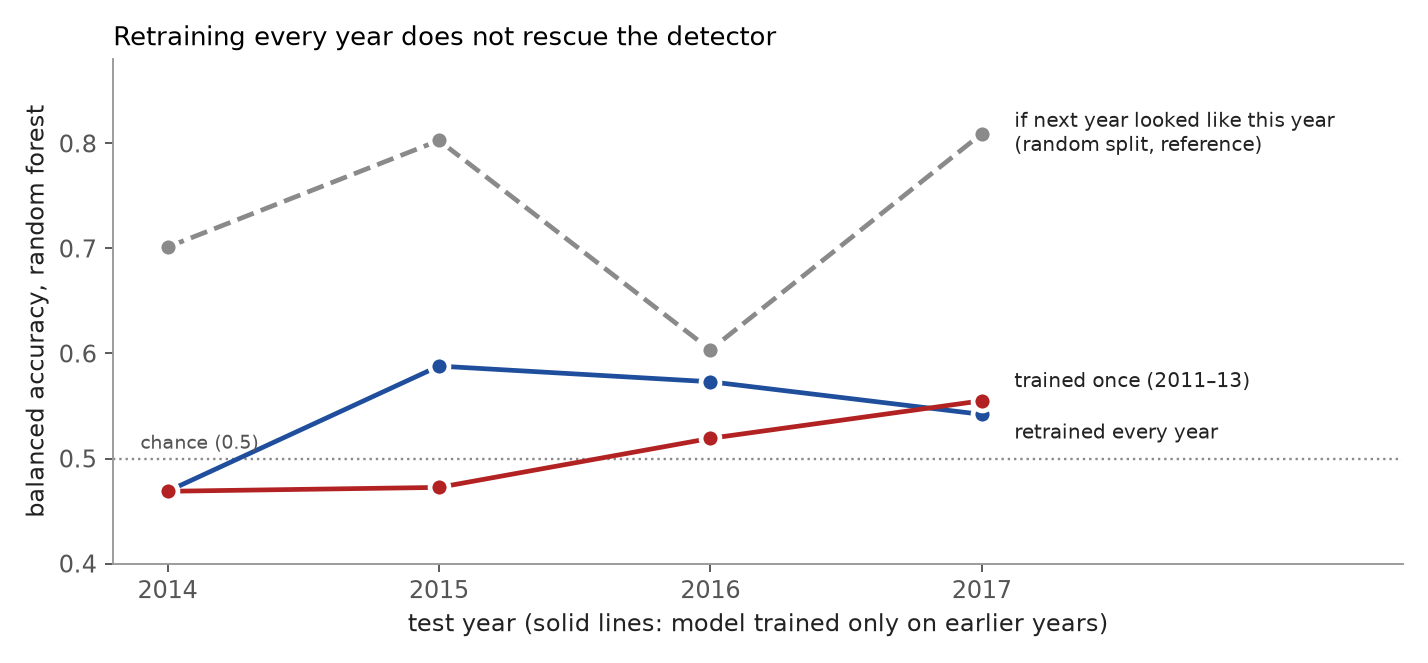 Retraining every year does not rescue the detector
balanced accuracy, random forest
0.8
0.7
0.6
0.5
0.4
if next year looked like this year
(random split, reference)
trained once (2011–13)
retrained every year
chance (0.5)
2014
2015
2016
2017
test year (solid lines: model trained only on earlier years)